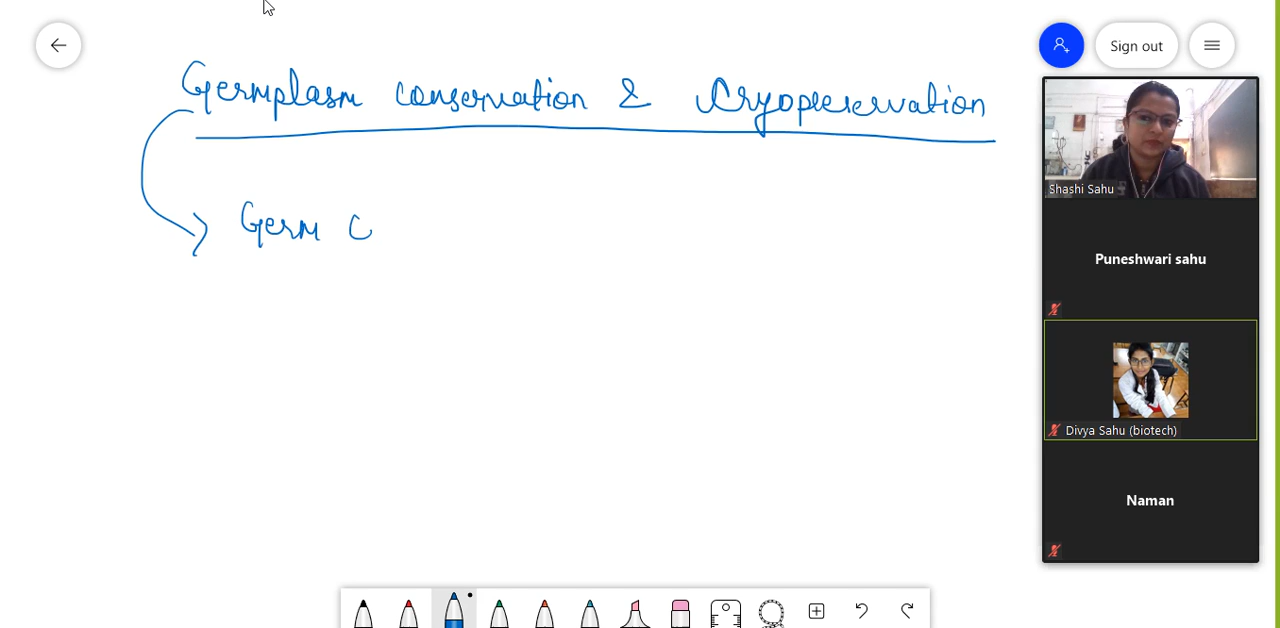 Sign out
Germplasm conservation & Cryopreservation
Germ C
Shashi Sahu
Puneshwari sahu
Divya Sahu (biotech)
Naman